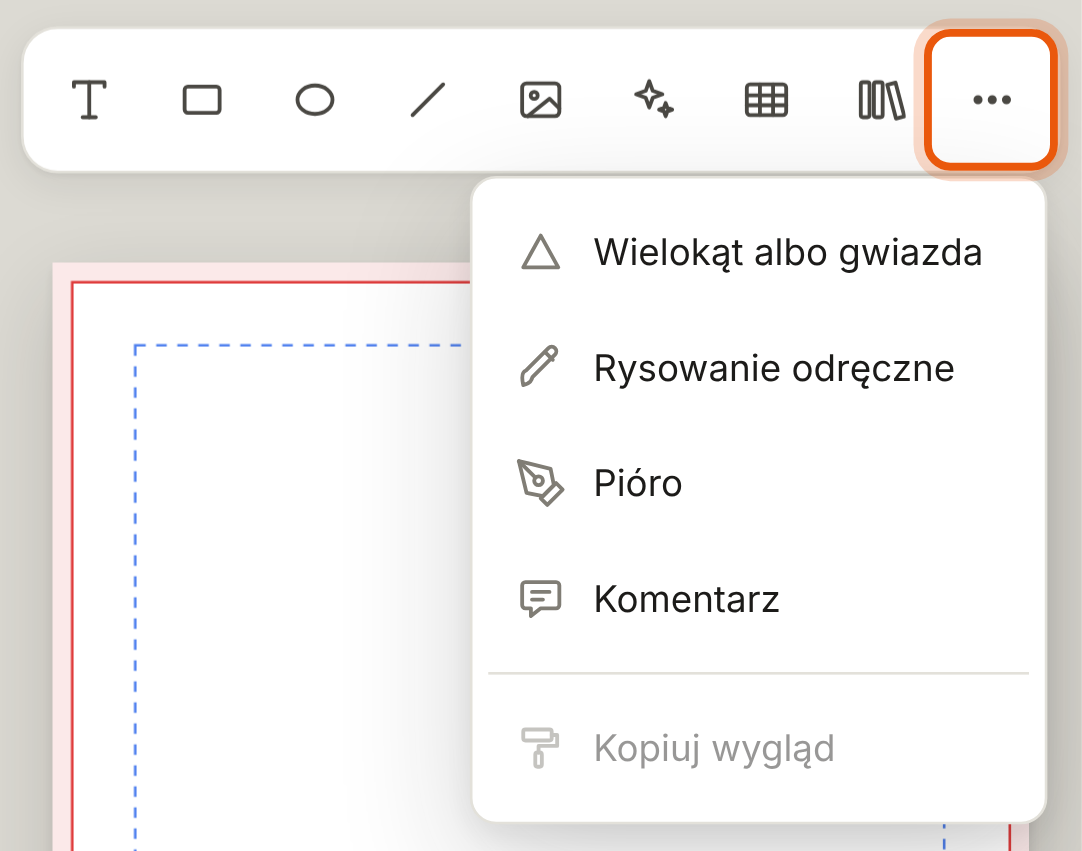 Wielokąt albo gwiazda
Rysowanie odręczne
Pióro
Komentarz
Kopiuj wygląd